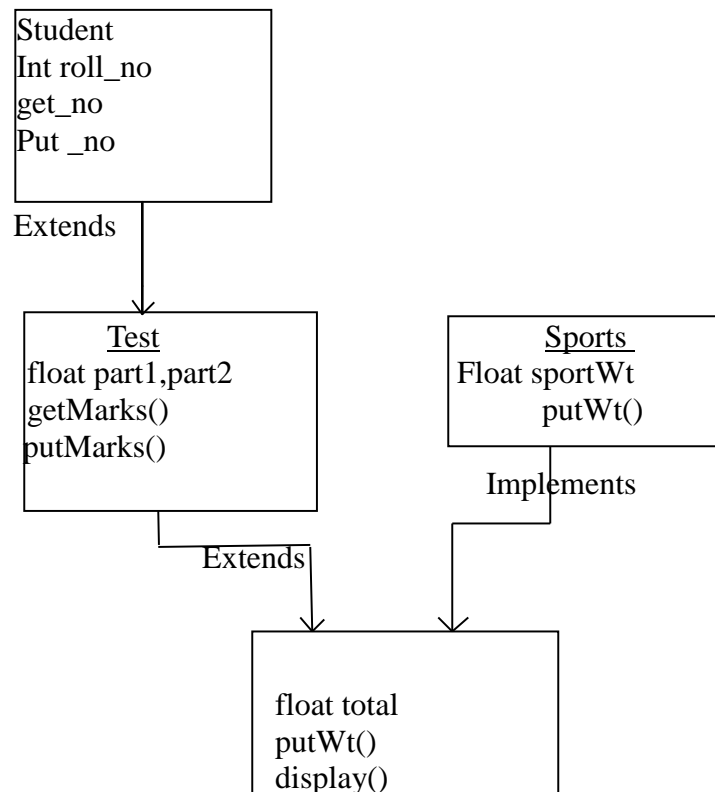 Student
Int roll_no
get_no
Put _no
Extends
Test
float part1,part2
getMarks()
putMarks()
Sports
Float sportWt
putWt()
Implements
Extends
float total
putWt()
display()